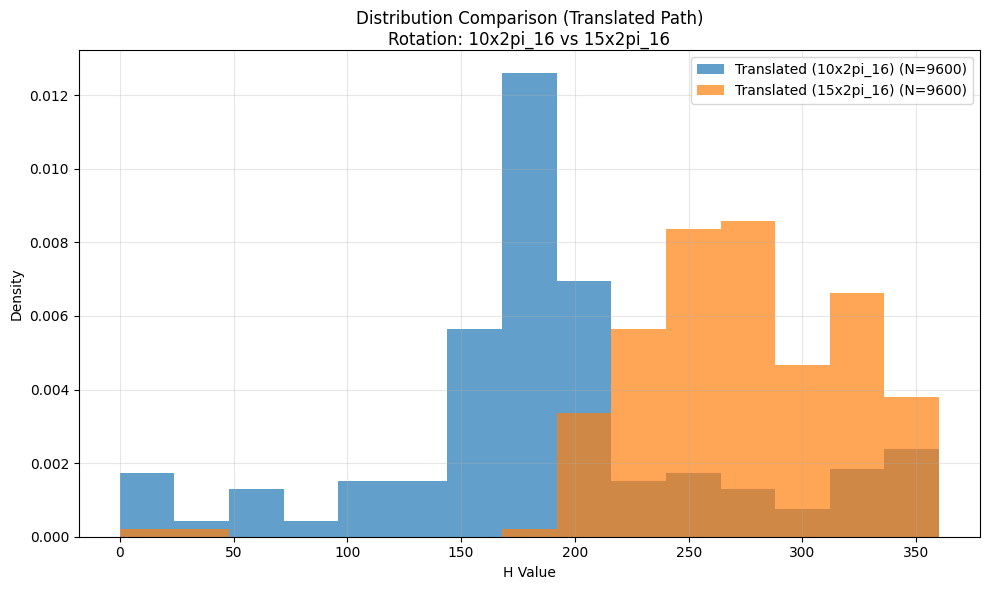 Distribution Comparison (Translated Path)
Rotation: 10x2pi_16 vs 15x2pi_16
Translated (10x2pi_16) (N=9600)
Translated (15x2pi_16) (N=9600)
Density
0.012
0.010
0.008
0.006
0.004
0.002
0.000
0 50 100 150 200 250 300 350
H Value